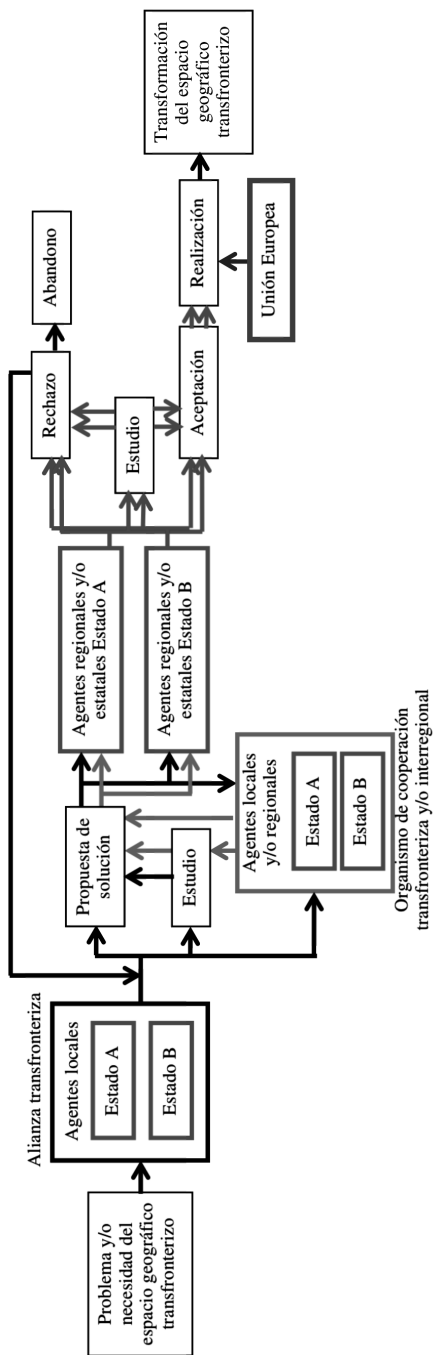 Problema y/o
necesidad del
espacio geográfico
transfronterizo
Alianza transfronteriza
Agentes locales
Estado A
Estado B
Propuesta de
solución
Estudio
Agentes locales
y/o regionales
Estado A
Estado B
Organismo de cooperación
transfronteriza y/o interregional
Agentes regionales y/o
estatales Estado A
Agentes regionales y/o
estatales Estado B
Rechazo
Estudio
Aceptación
Abandono
Realización
Unión Europea
Transformación
del espacio
geográfico
transfronterizo